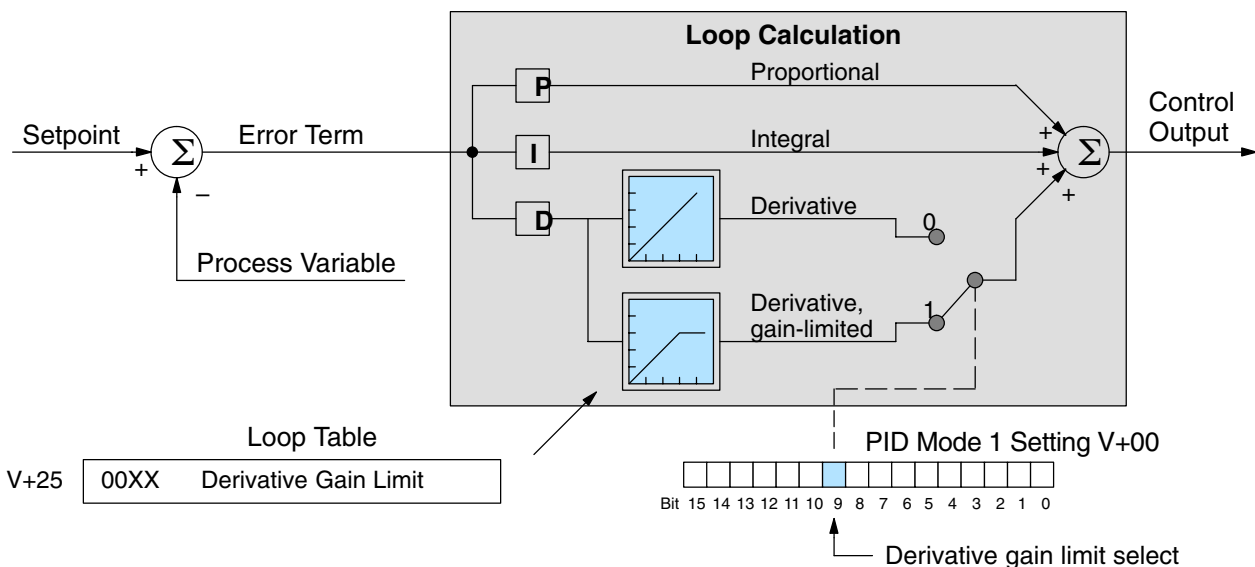 Loop Calculation
Proportional
P
Control
Output
Setpoint
Error Term
Σ
Integral
I
Σ
+
+
+
+
−
Derivative
0
D
Process Variable
Derivative,
gain-limited
1
Loop Table
PID Mode 1 Setting V+00
V+25
00XX Derivative Gain Limit
Bit 15 14 13 12 11 10 9 8 7 6 5 4 3 2 1 0
Derivative gain limit select